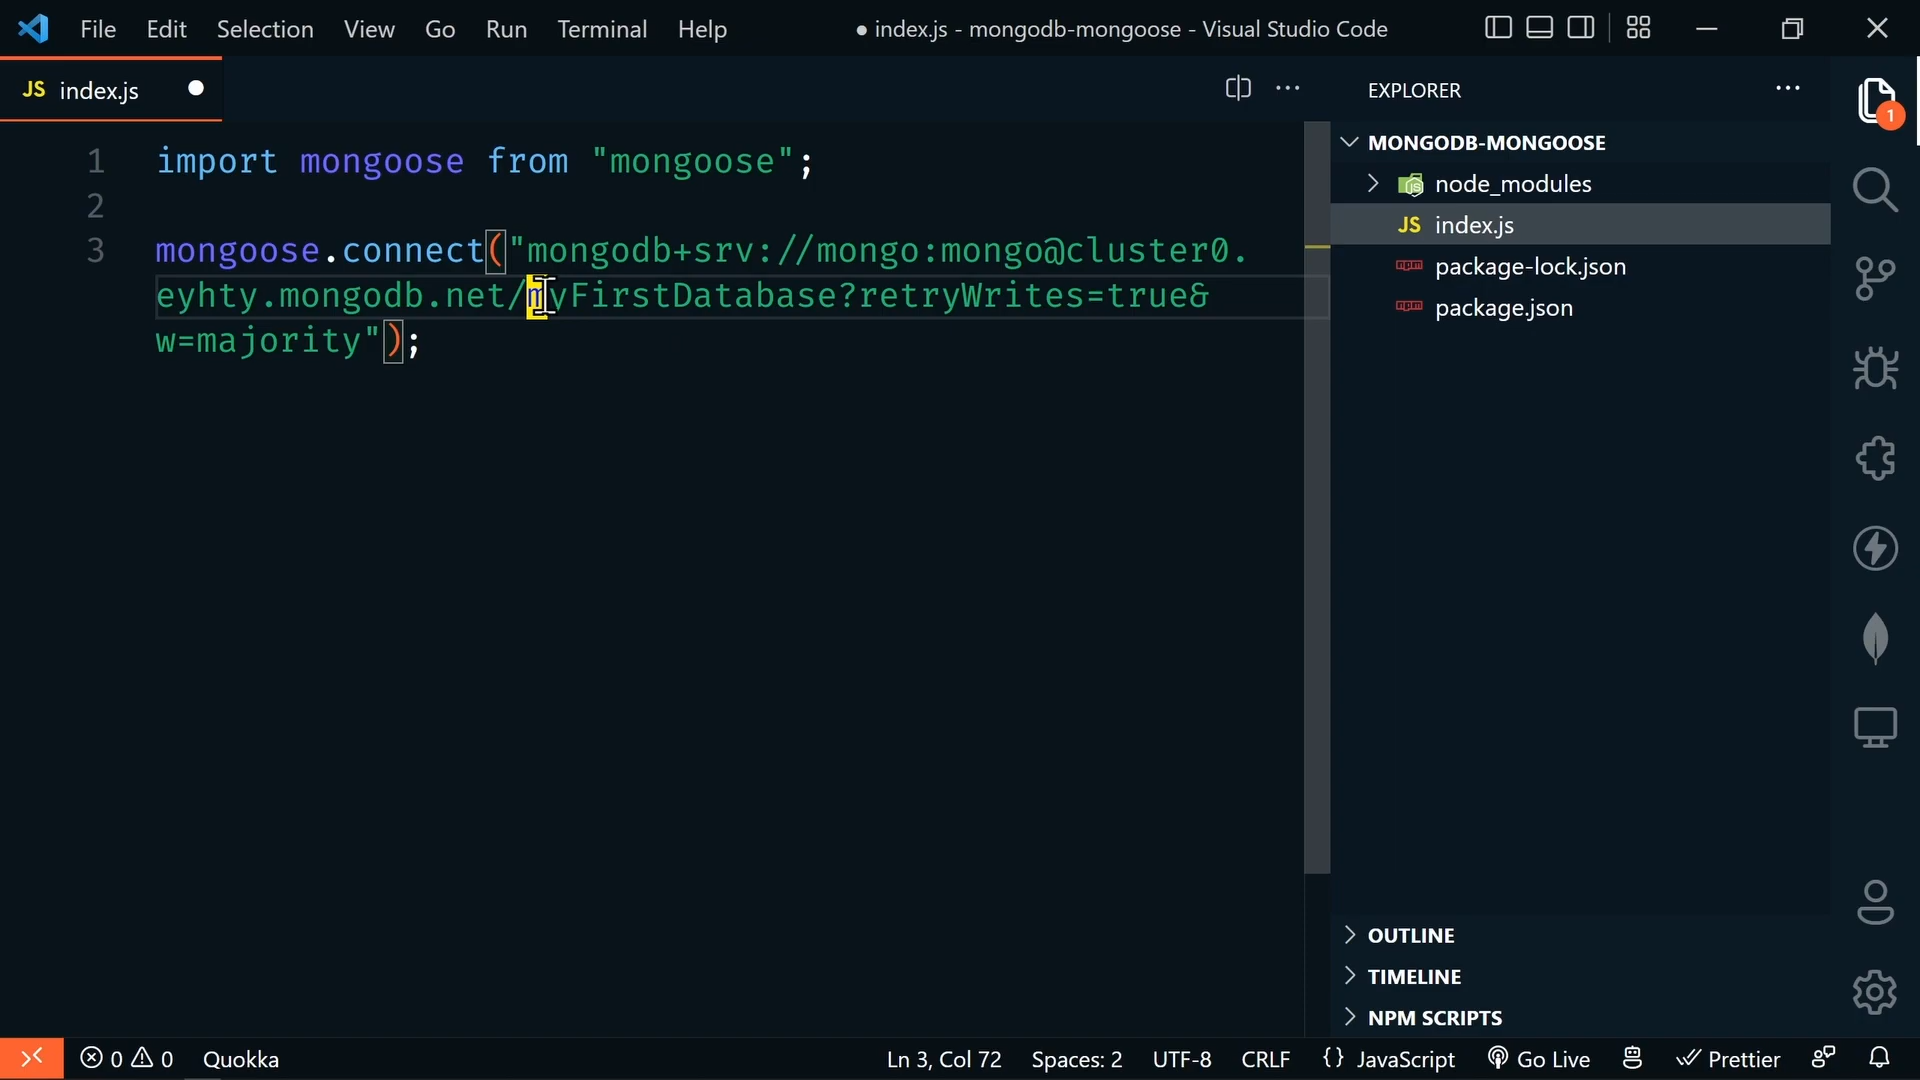 File Edit Selection View Go Run Terminal Help
● index.js - mongodb-mongoose - Visual Studio Code
JS index.js
1 import mongoose from "mongoose";
2
3 mongoose.connect("mongodb+srv://mongo:mongo@cluster0.
eyhty.mongodb.net/myFirstDatabase?retryWrites=true&
w=majority");
EXPLORER
1
MONGODB-MONGOOSE
node_modules
JS index.js
package-lock.json
package.json
OUTLINE
TIMELINE
NPM SCRIPTS
0 0 Quokka
Ln 3, Col 72 Spaces: 2 UTF-8 CRLF {} JavaScript Go Live Prettier